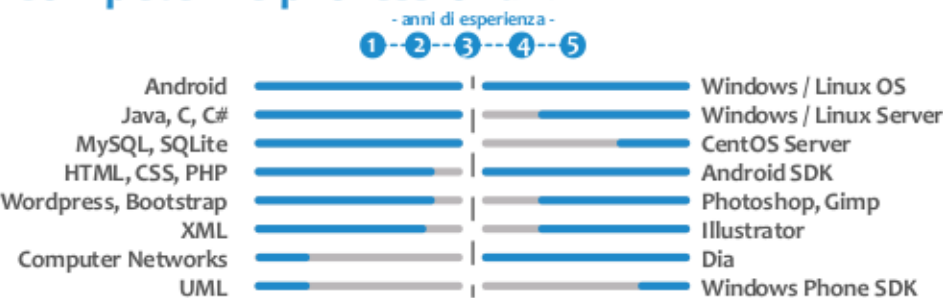 - anni di esperienza -
1 2 3 4 5
Android Windows / Linux OS
Java, C, C# Windows / Linux Server
MySQL, SQLite CentOS Server
HTML, CSS, PHP Android SDK
Wordpress, Bootstrap Photoshop, Gimp
XML Illustrator
Computer Networks Dia
UML Windows Phone SDK